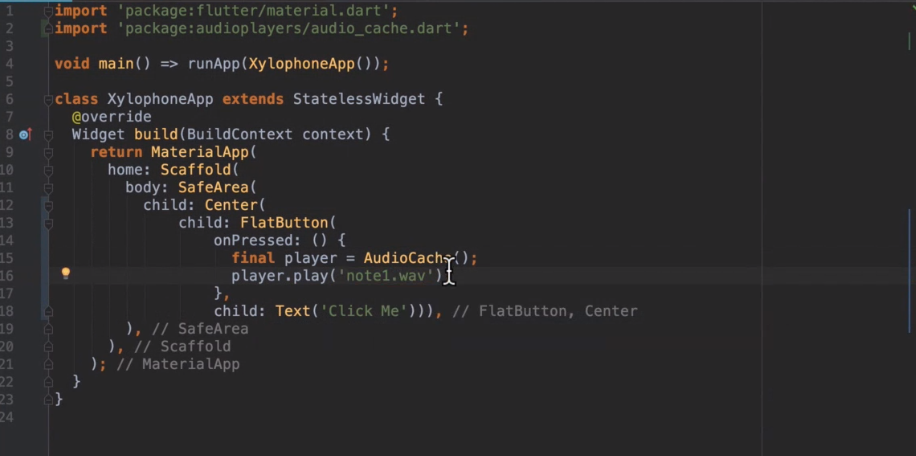 1 import 'package:flutter/material.dart';
2 import 'package:audioplayers/audio_cache.dart';
3
4 void main() => runApp(XylophoneApp());
5
6 class XylophoneApp extends StatelessWidget {
7 @override
8 Widget build(BuildContext context) {
9 return MaterialApp(
10 home: Scaffold(
11 body: SafeArea(
12 child: Center(
13 child: FlatButton(
14 onPressed: () {
15 final player = AudioCache();
16 player.play('note1.wav')
17 },
18 child: Text('Click Me'))), // FlatButton, Center
19 ), // SafeArea
20 ), // Scaffold
21 ); // MaterialApp
22 }
23 }
24